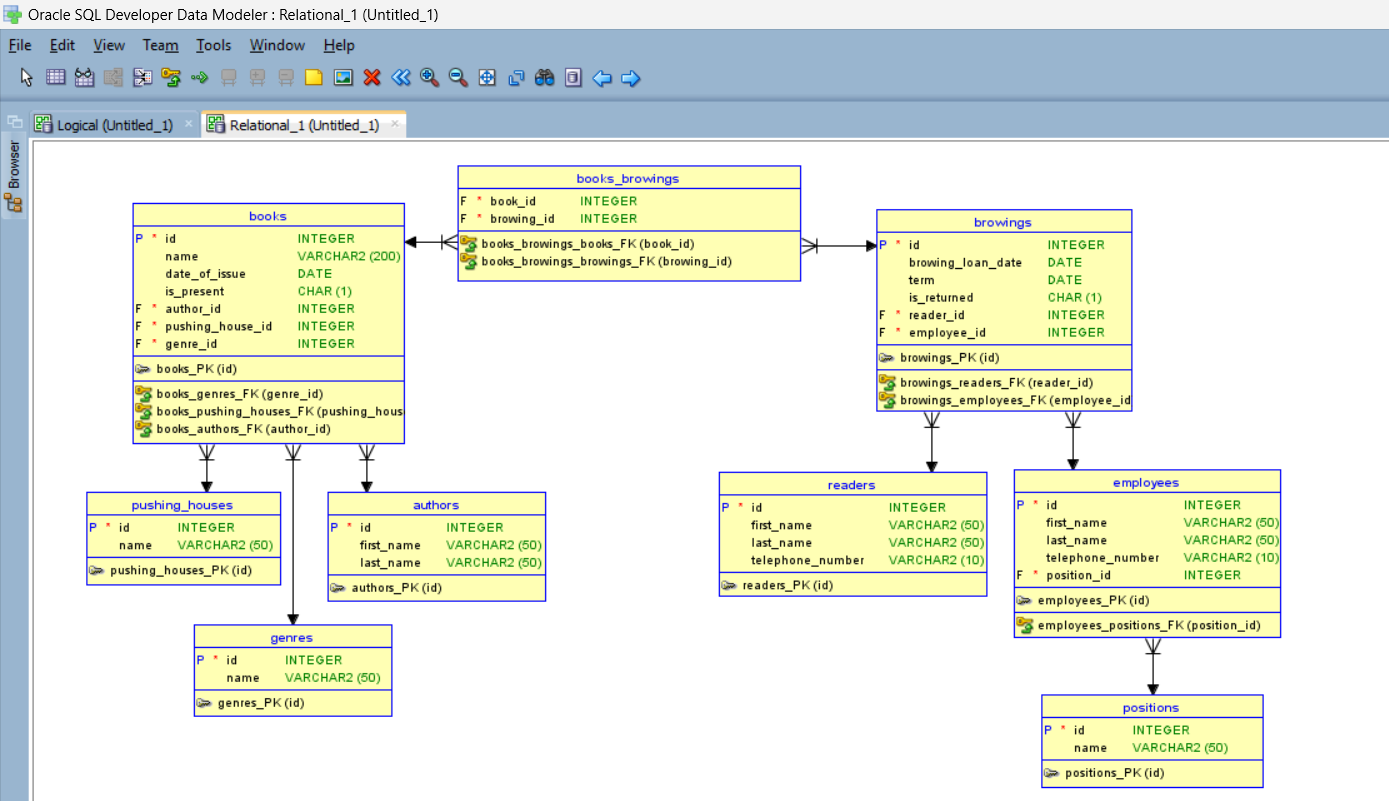 Oracle SQL Developer Data Modeler : Relational_1 (Untitled_1)
File Edit View Team Tools Window Help
Logical (Untitled_1) Relational_1 (Untitled_1)
Browser
books
P * id INTEGER
name VARCHAR2 (200)
date_of_issue DATE
is_present CHAR (1)
F * author_id INTEGER
F * pushing_house_id INTEGER
F * genre_id INTEGER
books_PK (id)
books_genres_FK (genre_id)
books_pushing_houses_FK (pushing_hous
books_authors_FK (author_id)
books_browings
F * book_id INTEGER
F * browing_id INTEGER
books_browings_books_FK (book_id)
books_browings_browings_FK (browing_id)
browings
P * id INTEGER
browing_loan_date DATE
term DATE
is_returned CHAR (1)
F * reader_id INTEGER
F * employee_id INTEGER
browings_PK (id)
browings_readers_FK (reader_id)
browings_employees_FK (employee_id
pushing_houses
P * id INTEGER
name VARCHAR2 (50)
pushing_houses_PK (id)
authors
P * id INTEGER
first_name VARCHAR2 (50)
last_name VARCHAR2 (50)
authors_PK (id)
genres
P * id INTEGER
name VARCHAR2 (50)
genres_PK (id)
readers
P * id INTEGER
first_name VARCHAR2 (50)
last_name VARCHAR2 (50)
telephone_number VARCHAR2 (10)
readers_PK (id)
employees
P * id INTEGER
first_name VARCHAR2 (50)
last_name VARCHAR2 (50)
telephone_number VARCHAR2 (10)
F * position_id INTEGER
employees_PK (id)
employees_positions_FK (position_id)
positions
P * id INTEGER
name VARCHAR2 (50)
positions_PK (id)